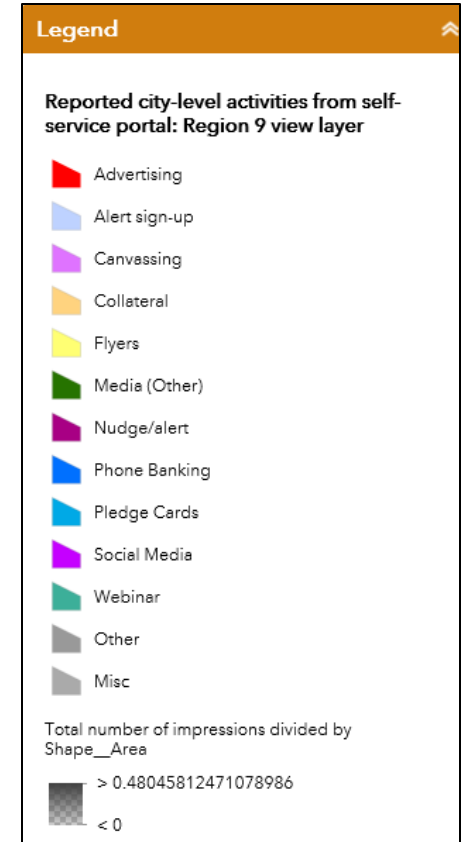 Legend
Reported city-level activities from self-
service portal: Region 9 view layer
Advertising
Alert sign-up
Canvassing
Collateral
Flyers
Media (Other)
Nudge/alert
Phone Banking
Pledge Cards
Social Media
Webinar
Other
Misc
Total number of impressions divided by
Shape__Area
> 0.48045812471078986
< 0